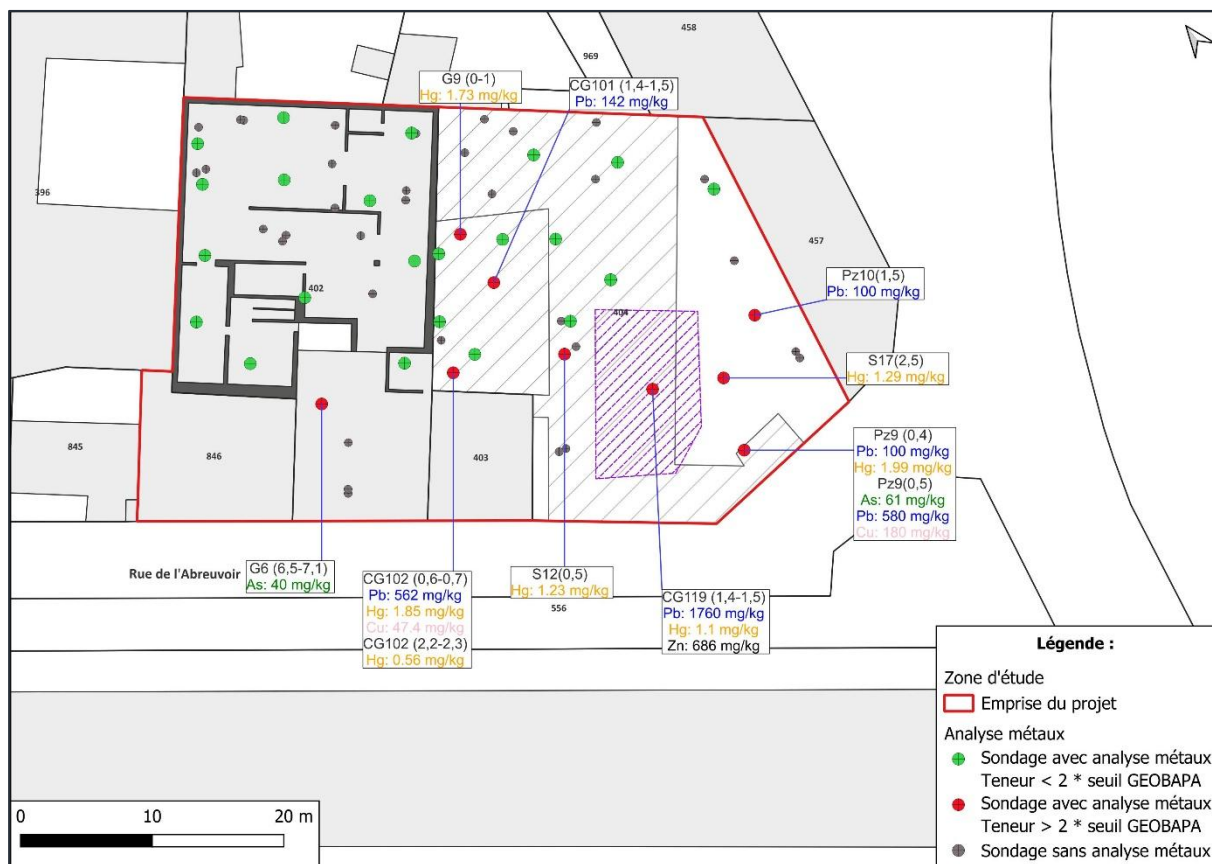 458
969
G9 (0-1)
Hg: 1.73 mg/kg
CG101 (1,4-1,5)
Pb: 142 mg/kg
396
457
402
404
Pz10(1,5)
Pb: 100 mg/kg
S17(2,5)
Hg: 1.29 mg/kg
Pz9 (0,4)
Pb: 100 mg/kg
Hg: 1.99 mg/kg
Pz9(0,5)
As: 61 mg/kg
Pb: 580 mg/kg
Cu: 180 mg/kg
845
846
403
Rue de l'Abreuvoir
G6 (6,5-7,1)
As: 40 mg/kg
CG102 (0,6-0,7)
Pb: 562 mg/kg
Hg: 1.85 mg/kg
Cu: 47.4 mg/kg
CG102 (2,2-2,3)
Hg: 0.56 mg/kg
S12(0,5)
Hg: 1.23 mg/kg
556
CG119 (1,4-1,5)
Pb: 1760 mg/kg
Hg: 1.1 mg/kg
Zn: 686 mg/kg
Légende :
Zone d'étude
Emprise du projet
Analyse métaux
Sondage avec analyse métaux
Teneur < 2 * seuil GEOBAPA
Sondage avec analyse métaux
Teneur > 2 * seuil GEOBAPA
Sondage sans analyse métaux
0 10 20 m